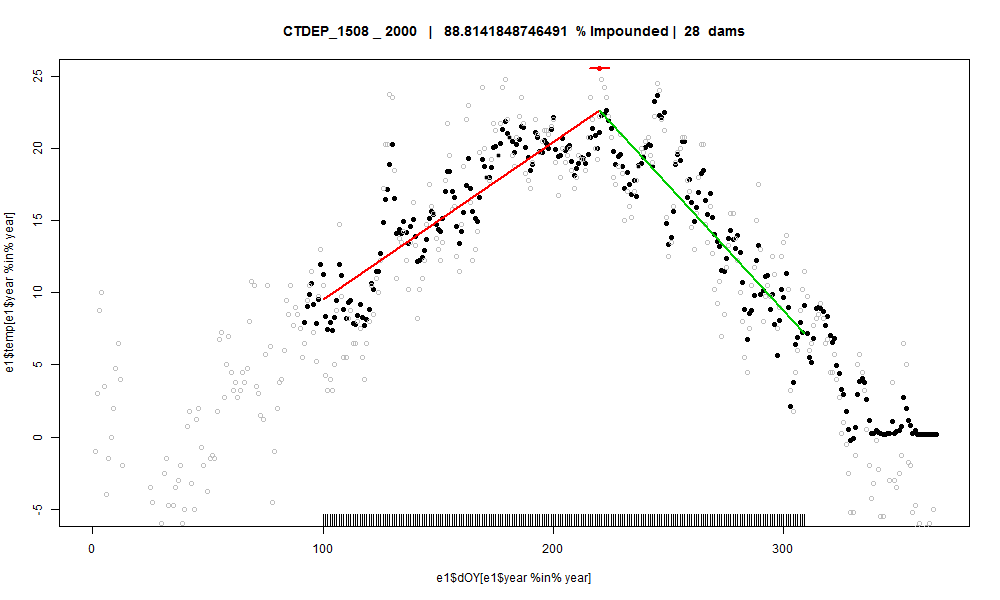 CTDEP_1508 _ 2000 | 88.8141848746491 % Impounded | 28 dams
25
20
15
10
5
0
-5
e1$temp[e1$year %in% year]
0 100 200 300
e1$dOY[e1$year %in% year]